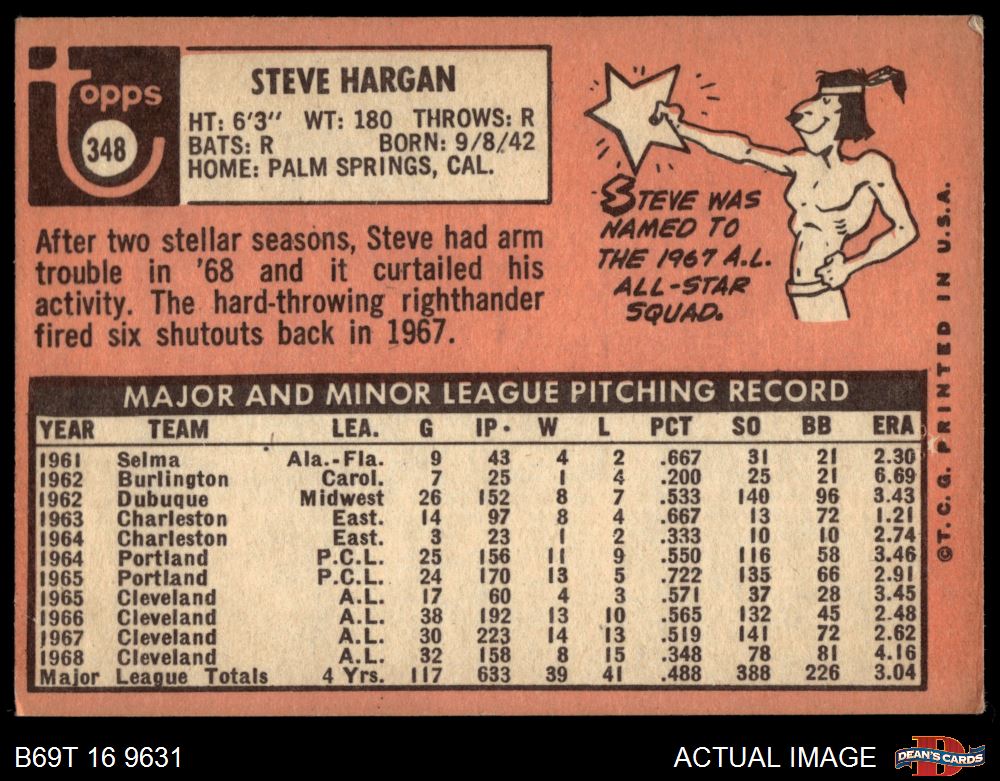 topps
348
STEVE HARGAN
HT: 6'3" WT: 180 THROWS: R
BATS: R BORN: 9/8/42
HOME: PALM SPRINGS, CAL.
After two stellar seasons, Steve had arm
trouble in '68 and it curtailed his
activity. The hard-throwing righthander
fired six shutouts back in 1967.
STEVE WAS
NAMED TO
THE 1967 A.L.
ALL-STAR
SQUAD.
MAJOR AND MINOR LEAGUE PITCHING RECORD
YEAR TEAM LEA. G IP. W L PCT SO BB ERA
1961 Selma Ala.-Fla. 9 43 4 2 .667 31 21 2.30
1962 Burlington Carol. 7 25 1 4 .200 25 21 6.69
1962 Dubuque Midwest 26 152 8 7 .533 140 96 3.43
1963 Charleston East. 14 97 8 4 .667 13 72 1.21
1964 Charleston East. 3 23 1 2 .333 10 10 2.74
1964 Portland P.C.L. 25 156 11 9 .550 116 58 3.46
1965 Portland P.C.L. 24 170 13 5 .722 135 66 2.91
1965 Cleveland A.L. 17 60 4 3 .571 37 28 3.45
1966 Cleveland A.L. 38 192 13 10 .565 132 45 2.48
1967 Cleveland A.L. 30 223 14 13 .519 141 72 2.62
1968 Cleveland A.L. 32 158 8 15 .348 78 81 4.16
Major League Totals 4 Yrs. 117 633 39 41 .488 388 226 3.04
© T. C. G. PRINTED IN U.S.A.
B69T 16 9631
ACTUAL IMAGE
D
DEAN'S CARDS